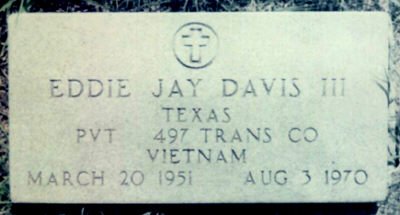 EDDIE JAY DAVIS III
TEXAS
PVT 497 TRANS CO
VIETNAM
MARCH 20 1951 AUG 3 1970